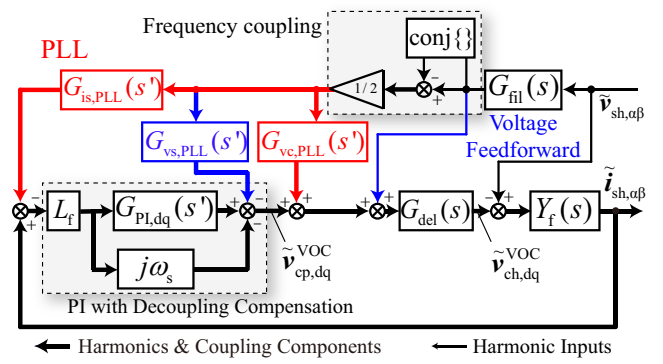 Frequency coupling
conj{}
PLL
G_is,PLL(s')
1/2
G_fil(s)
ṽ_sh,αβ
G_vs,PLL(s')
G_vc,PLL(s')
Voltage
Feedforward
ĩ_sh,αβ
L_f
G_PI,dq(s')
G_del(s)
Y_f(s)
jω_s
ṽ_cp,dq^VOC
ṽ_ch,dq^VOC
PI with Decoupling Compensation
Harmonics & Coupling Components
Harmonic Inputs